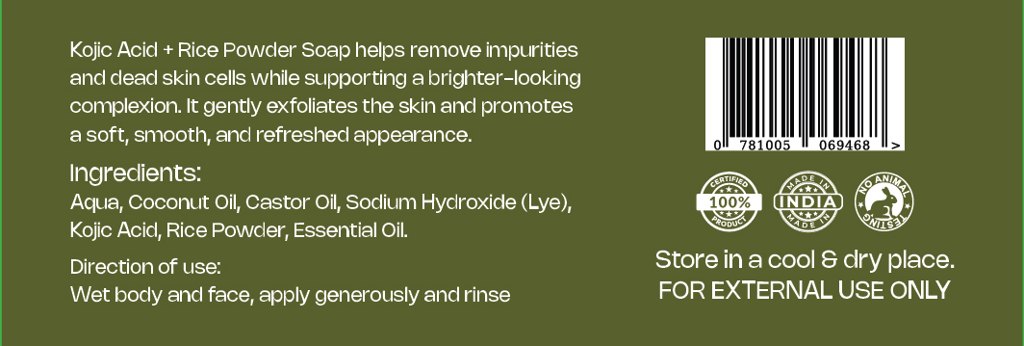 Kojic Acid + Rice Powder Soap helps remove impurities
and dead skin cells while supporting a brighter-looking
complexion. It gently exfoliates the skin and promotes
a soft, smooth, and refreshed appearance.
Ingredients:
Aqua, Coconut Oil, Castor Oil, Sodium Hydroxide (Lye),
Kojic Acid, Rice Powder, Essential Oil.
Direction of use:
Wet body and face, apply generously and rinse
0 781005 069468 >
CERTIFIED
100%
PRODUCT
MADE IN
INDIA
MADE IN
NO ANIMAL
TESTING
Store in a cool & dry place.
FOR EXTERNAL USE ONLY